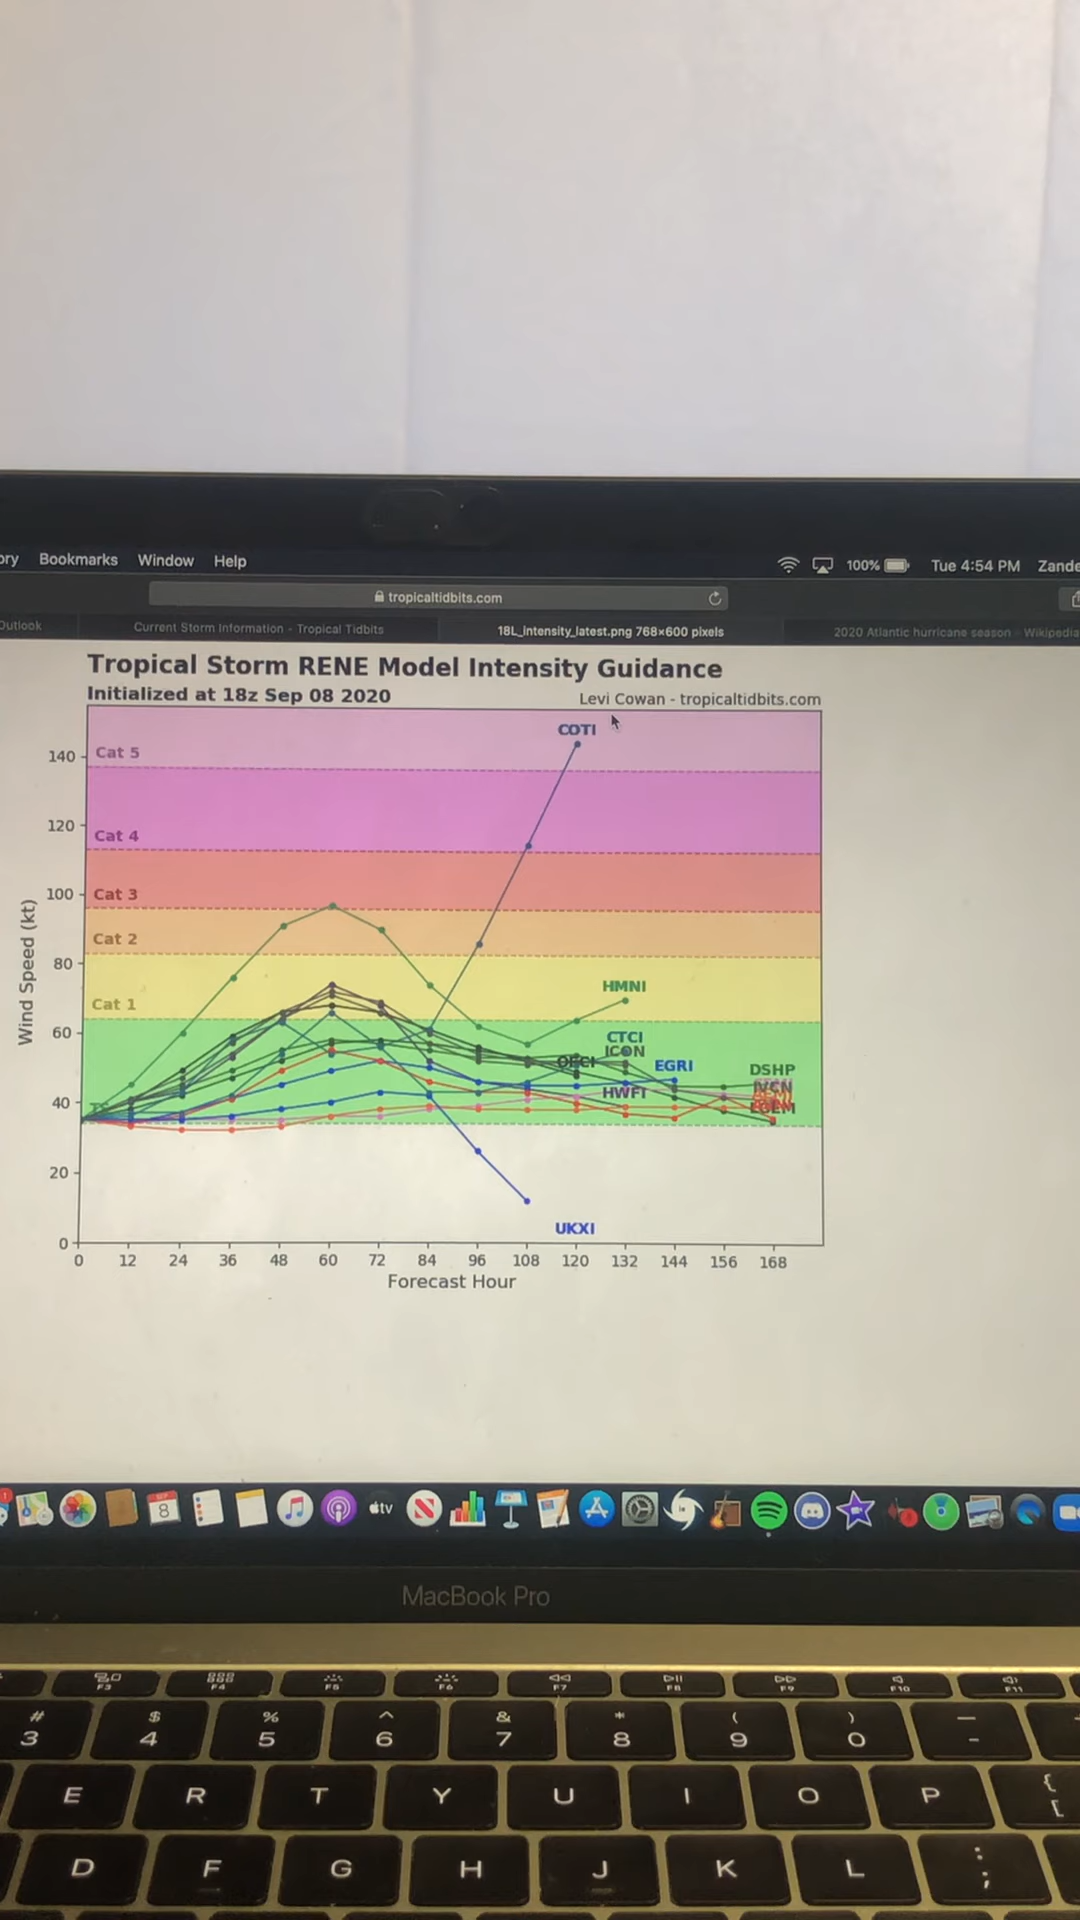 ory Bookmarks Window Help 100% Tue 4:54 PM Zande
tropicaltidbits.com
Outlook Current Storm Information - Tropical Tidbits 18L_intensity_latest.png 768×600 pixels 2020 Atlantic hurricane season - Wikipedia
Tropical Storm RENE Model Intensity Guidance
Initialized at 18z Sep 08 2020 Levi Cowan - tropicaltidbits.com
COTI
140 Cat 5
120
Cat 4
100 Cat 3
Cat 2
80
HMNI
Cat 1
60
CTCI
ICON
EGRI
DSHP
HWFI
IVCN
LGEM
40
20
UKXI
0
Wind Speed (kt)
0 12 24 36 48 60 72 84 96 108 120 132 144 156 168
Forecast Hour
SEP
8
tv
MacBook Pro
F3 F4 F5 F6 F7 F8 F9 F10 F11
# $ % ^ & * ( ) —
3 4 5 6 7 8 9 0 -
{
E R T Y U I O P [
:
D F G H J K L ;